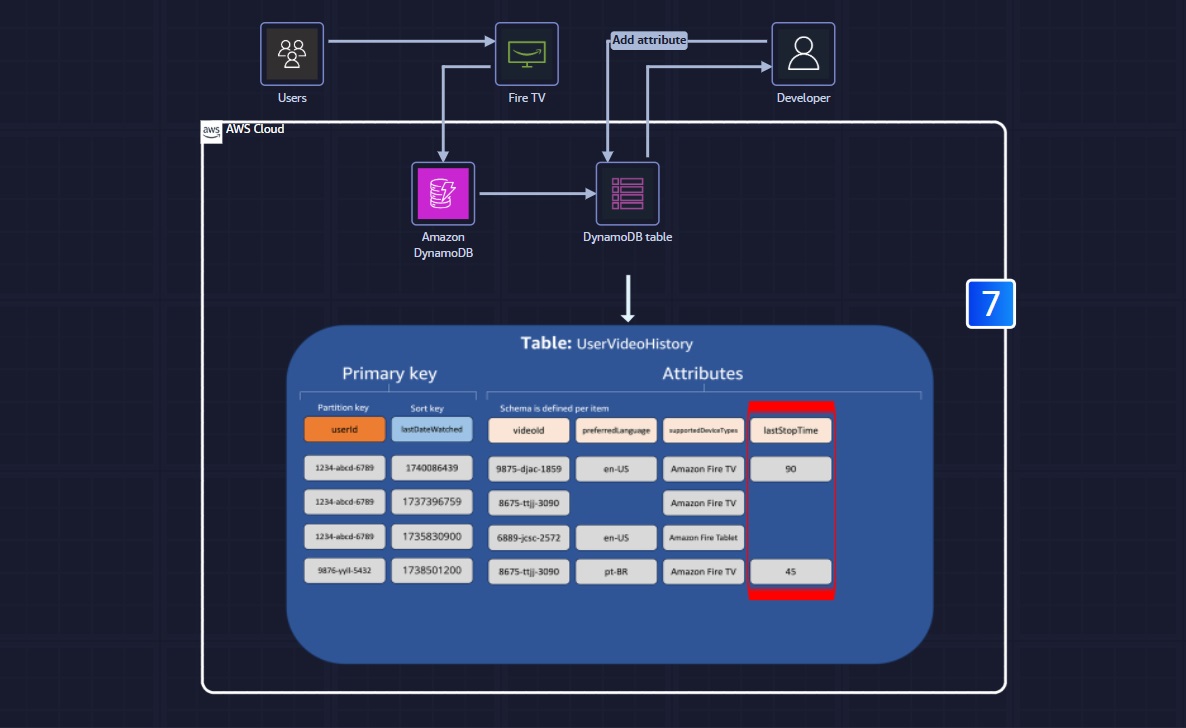 Add attribute
Users
Fire TV
Developer
aws
AWS Cloud
Amazon
DynamoDB
DynamoDB table
7
Table: UserVideoHistory
Primary key
Attributes
Partition key
Sort key
Schema is defined per item
userId
lastDateWatched
videoId
preferredLanguage
supportedDeviceTypes
lastStopTime
1234-abcd-6789
1740086439
9875-djac-1859
en-US
Amazon Fire TV
90
1234-abcd-6789
1737396759
8675-ttjj-3090
Amazon Fire TV
1234-abcd-6789
1735830900
6889-jcsc-2572
en-US
Amazon Fire Tablet
9876-yyll-5432
1738501200
8675-ttjj-3090
pt-BR
Amazon Fire TV
45